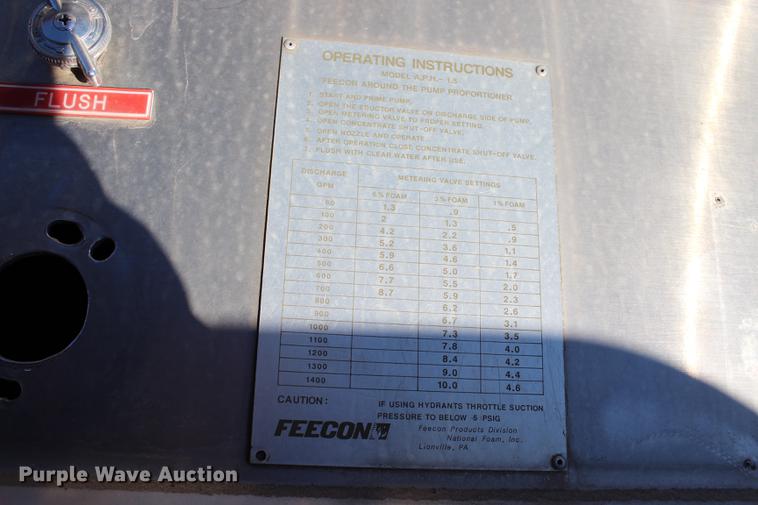 FLUSH
OPERATING INSTRUCTIONS
MODEL A.P.H.- 1.5
FEECON AROUND THE PUMP PROPORTIONER
1. START AND PRIME PUMP.
2. OPEN THE EDUCTOR VALVE ON DISCHARGE SIDE OF PUMP.
3. OPEN METERING VALVE TO PROPER SETTING.
4. OPEN CONCENTRATE SHUT-OFF VALVE.
5. OPEN NOZZLE AND OPERATE
6. AFTER OPERATION CLOSE CONCENTRATE SHUT-OFF VALVE.
7. FLUSH WITH CLEAR WATER AFTER USE.
DISCHARGE GPM METERING VALVE SETTINGS
6% FOAM 3% FOAM 1% FOAM
60 1.3 .9
100 2 1.3 .5
200 4.2 2.2 .9
300 5.2 3.6 1.1
400 5.9 4.6 1.4
500 6.6 5.0 1.7
600 7.7 5.5 2.0
700 8.7 5.9 2.3
800 6.2 2.6
900 6.7 3.1
1000 7.3 3.5
1100 7.8 4.0
1200 8.4 4.2
1300 9.0 4.4
1400 10.0 4.6
CAUTION: IF USING HYDRANTS THROTTLE SUCTION
PRESSURE TO BELOW 5 PSIG
FEECON
Feecon Products Division
National Foam, Inc.
Lionville, PA
Purple Wave Auction